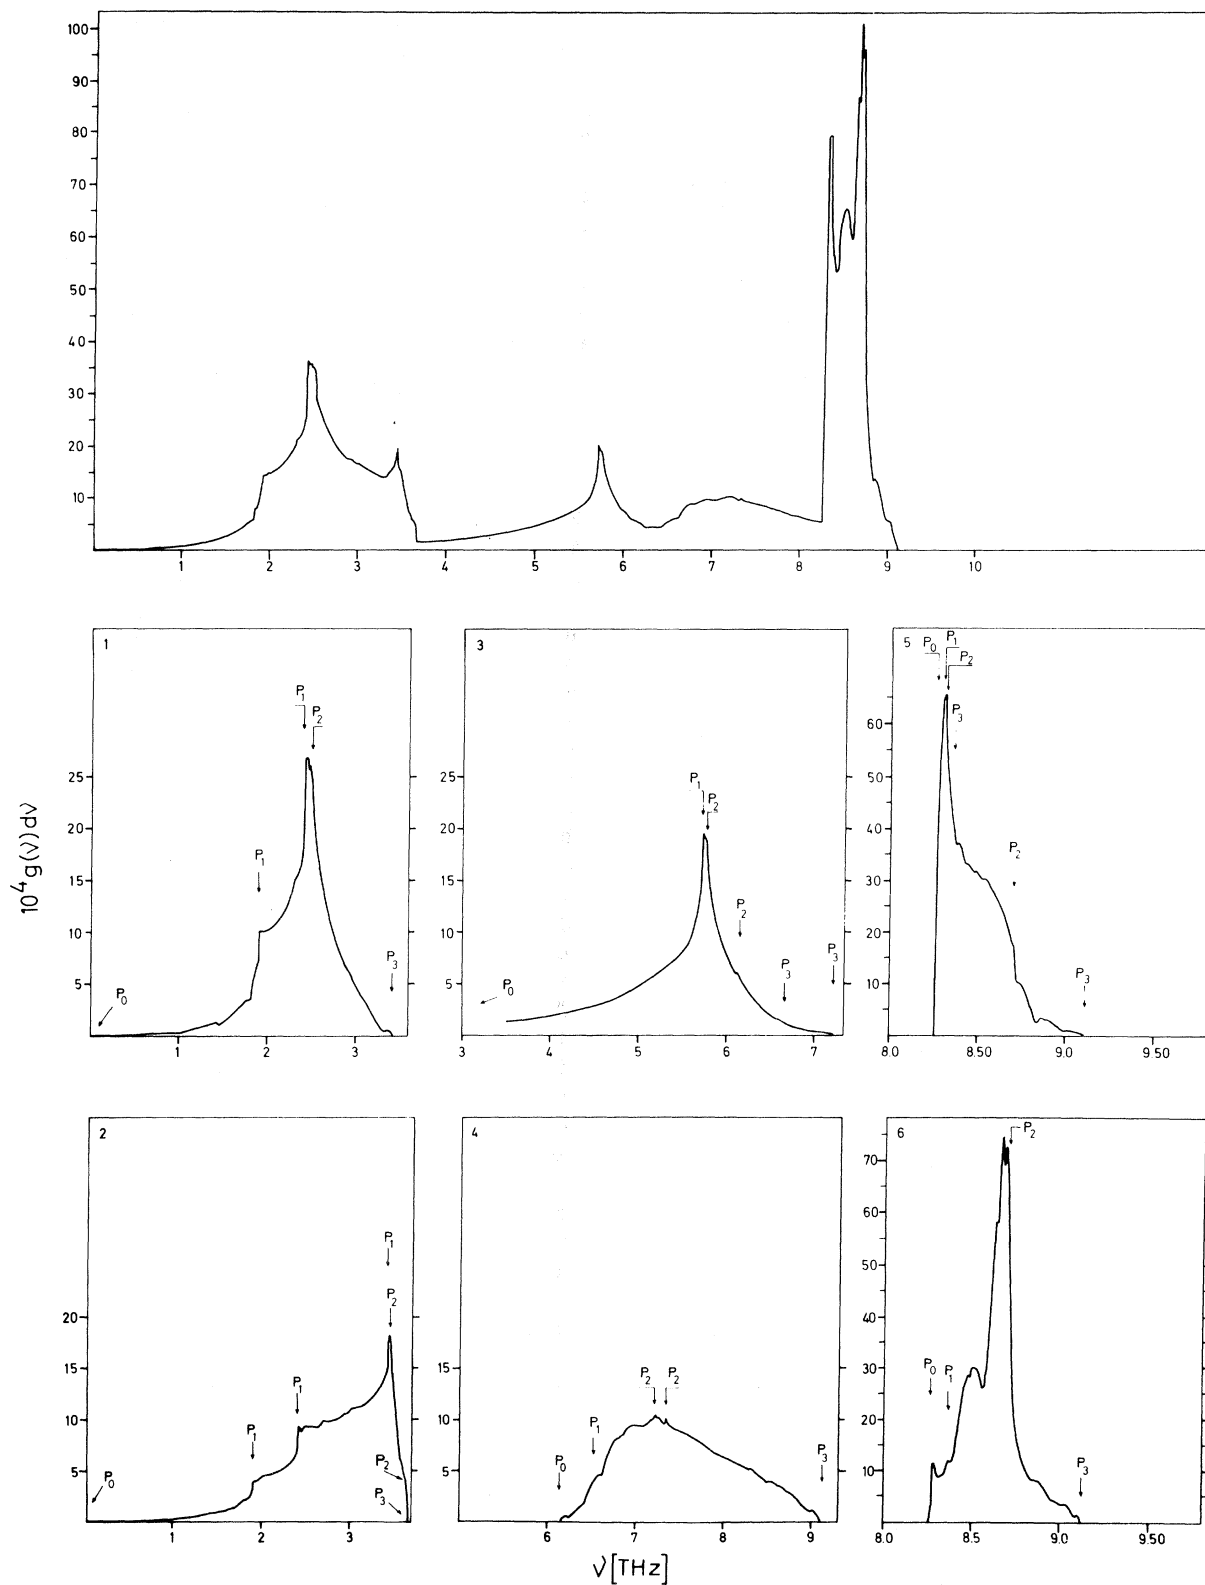 100
90
80
70
60
50
40
30
20
10
1 2 3 4 5 6 7 8 9 10
10⁴ g(ν) dν
1
P₁
P₂
P₁
P₃
P₀
25
20
15
10
5
1 2 3
3
P₁
P₂
P₂
P₃
P₃
P₀
25
20
15
10
5
3 4 5 6 7
5
P₀ P₁
P₂
P₃
P₂
P₃
60
50
40
30
20
10
8.0 8.50 9.0 9.50
2
P₁
P₂
P₁
P₁
P₂
P₃
P₀
20
15
10
5
1 2 3
4
P₂ P₂
P₁
P₀
P₃
15
10
5
6 7 8 9
6
P₂
P₀ P₁
P₃
70
60
50
40
30
20
10
8.0 8.5 9.0 9.50
ν [THz]